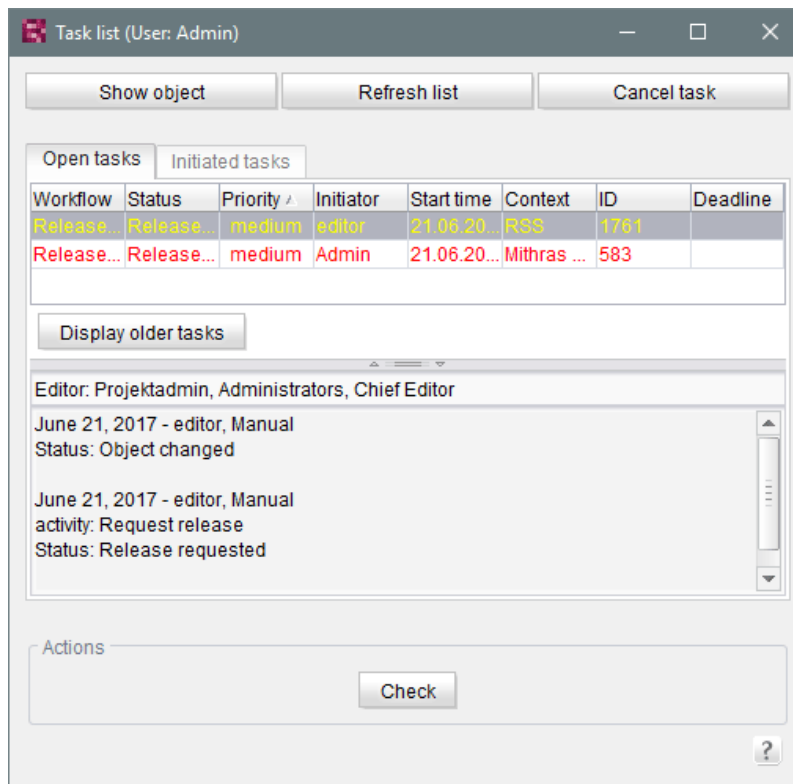 Task list (User: Admin)
Show object Refresh list Cancel task
Open tasks Initiated tasks
Workflow Status Priority Initiator Start time Context ID Deadline
Release... Release... medium editor 21.06.20... RSS 1761
Release... Release... medium Admin 21.06.20... Mithras ... 583
Display older tasks
Editor: Projektadmin, Administrators, Chief Editor
June 21, 2017 - editor, Manual
Status: Object changed
June 21, 2017 - editor, Manual
activity: Request release
Status: Release requested
Actions
Check
?